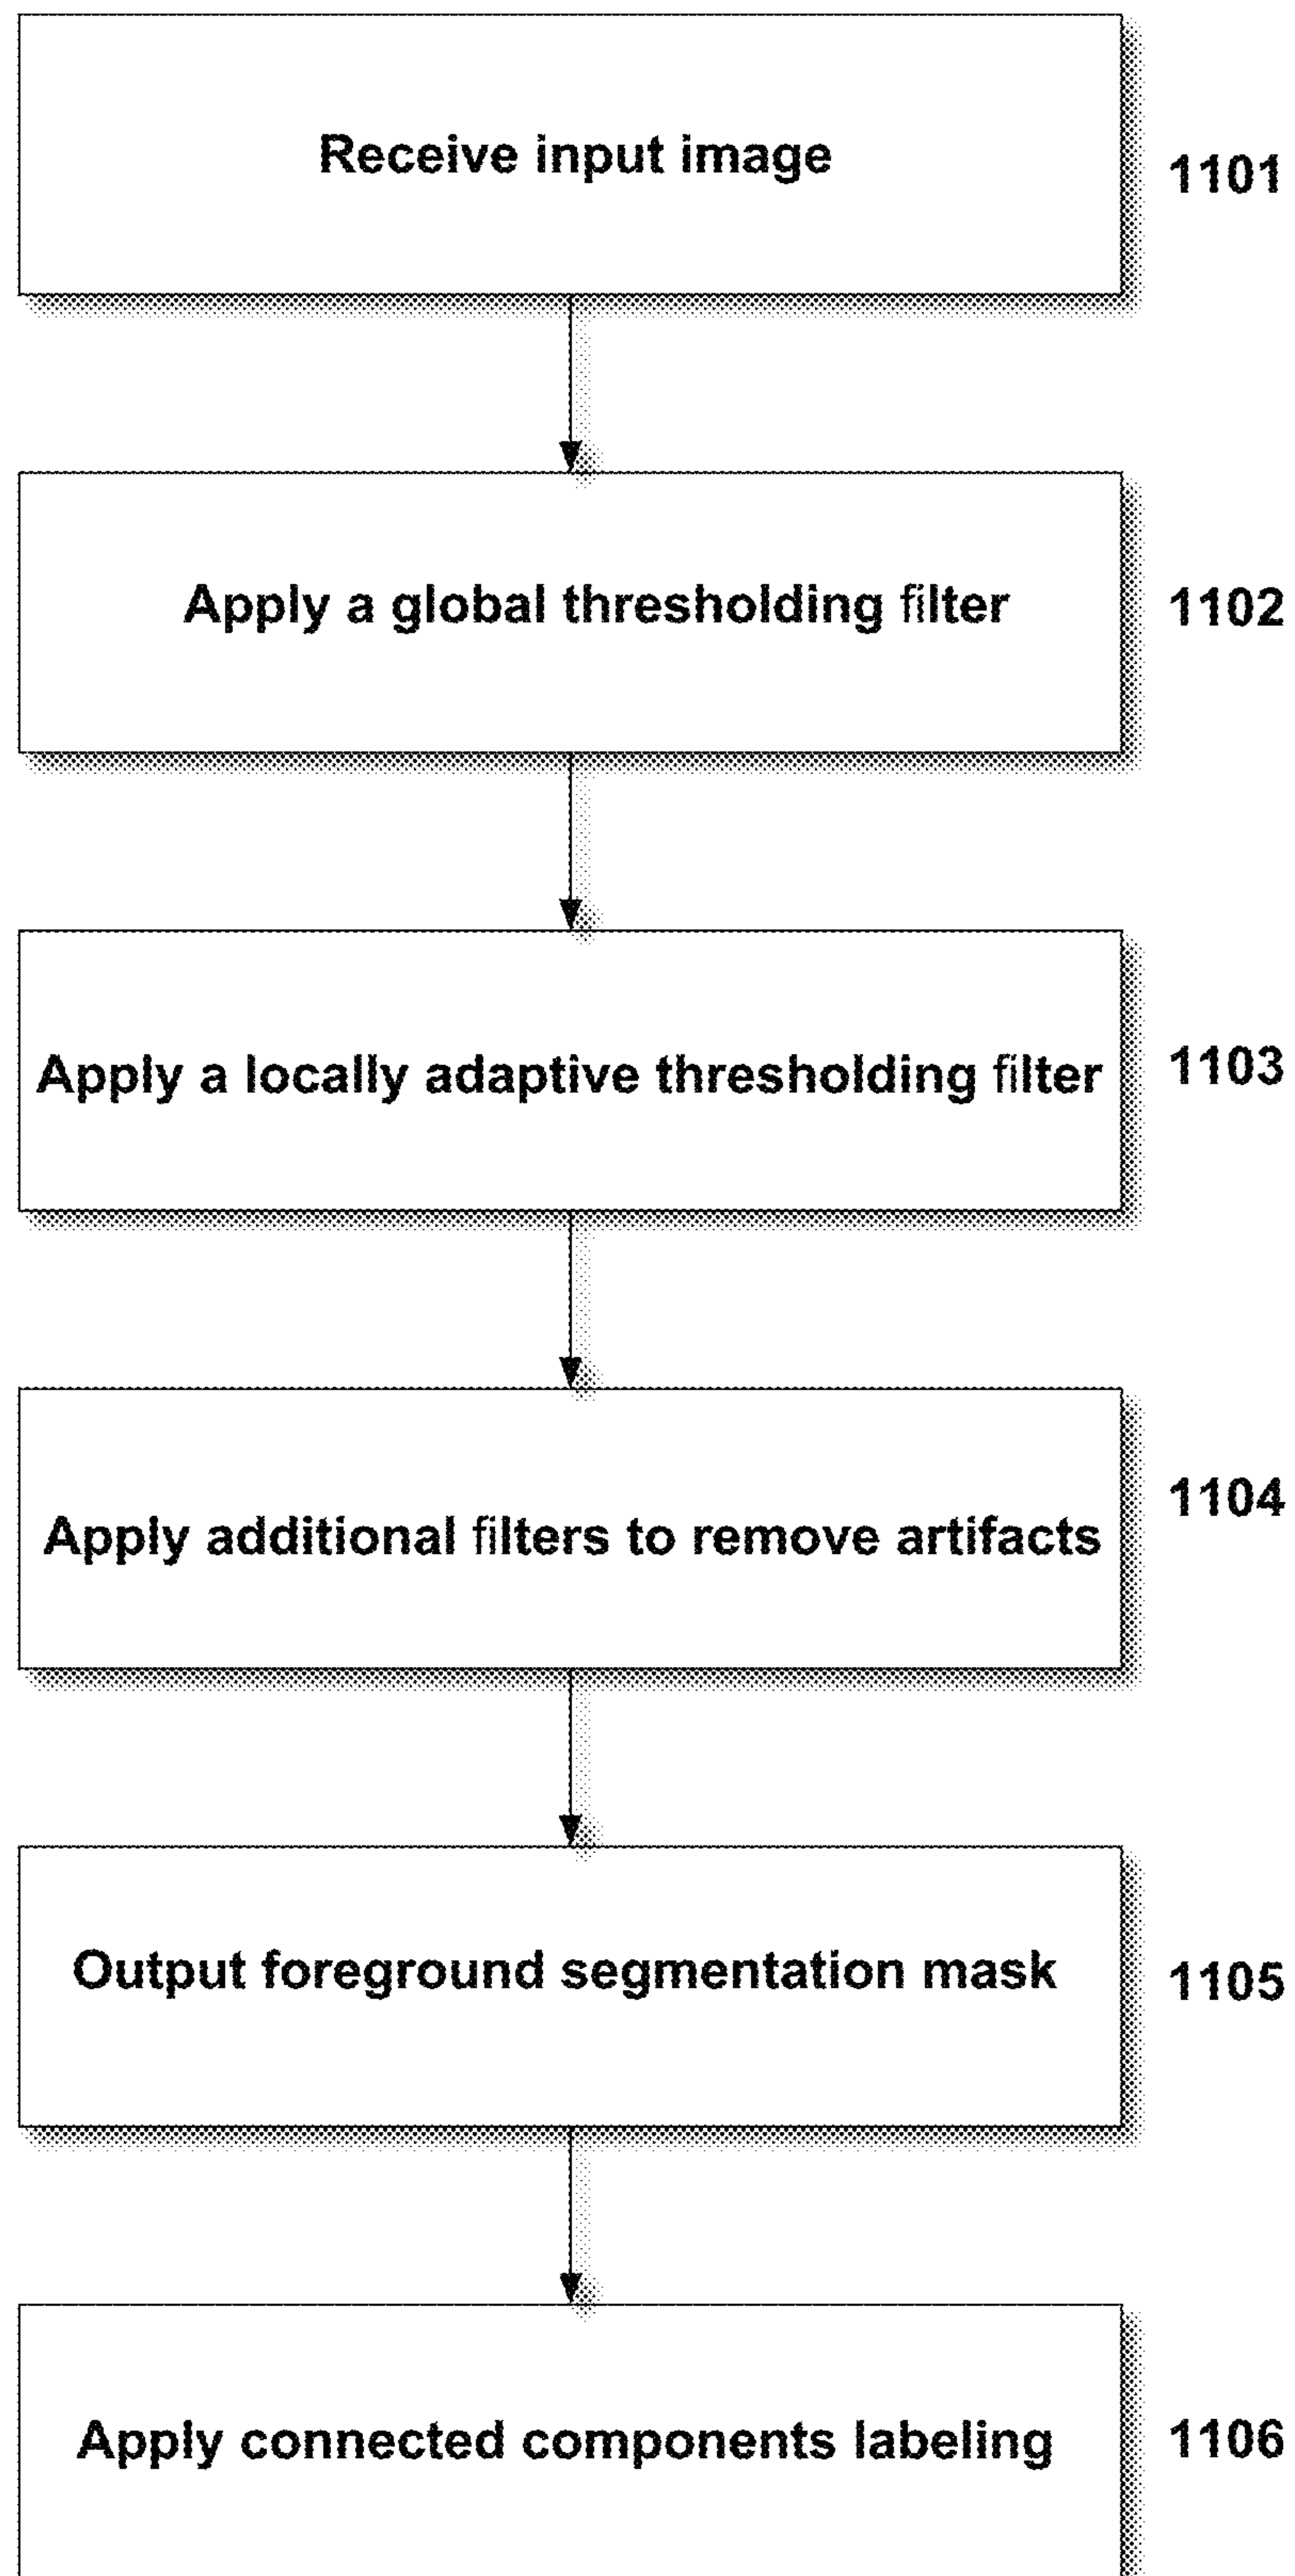 Receive input image
1101
Apply a global thresholding filter
1102
Apply a locally adaptive thresholding filter
1103
Apply additional filters to remove artifacts
1104
Output foreground segmentation mask
1105
Apply connected components labeling
1106